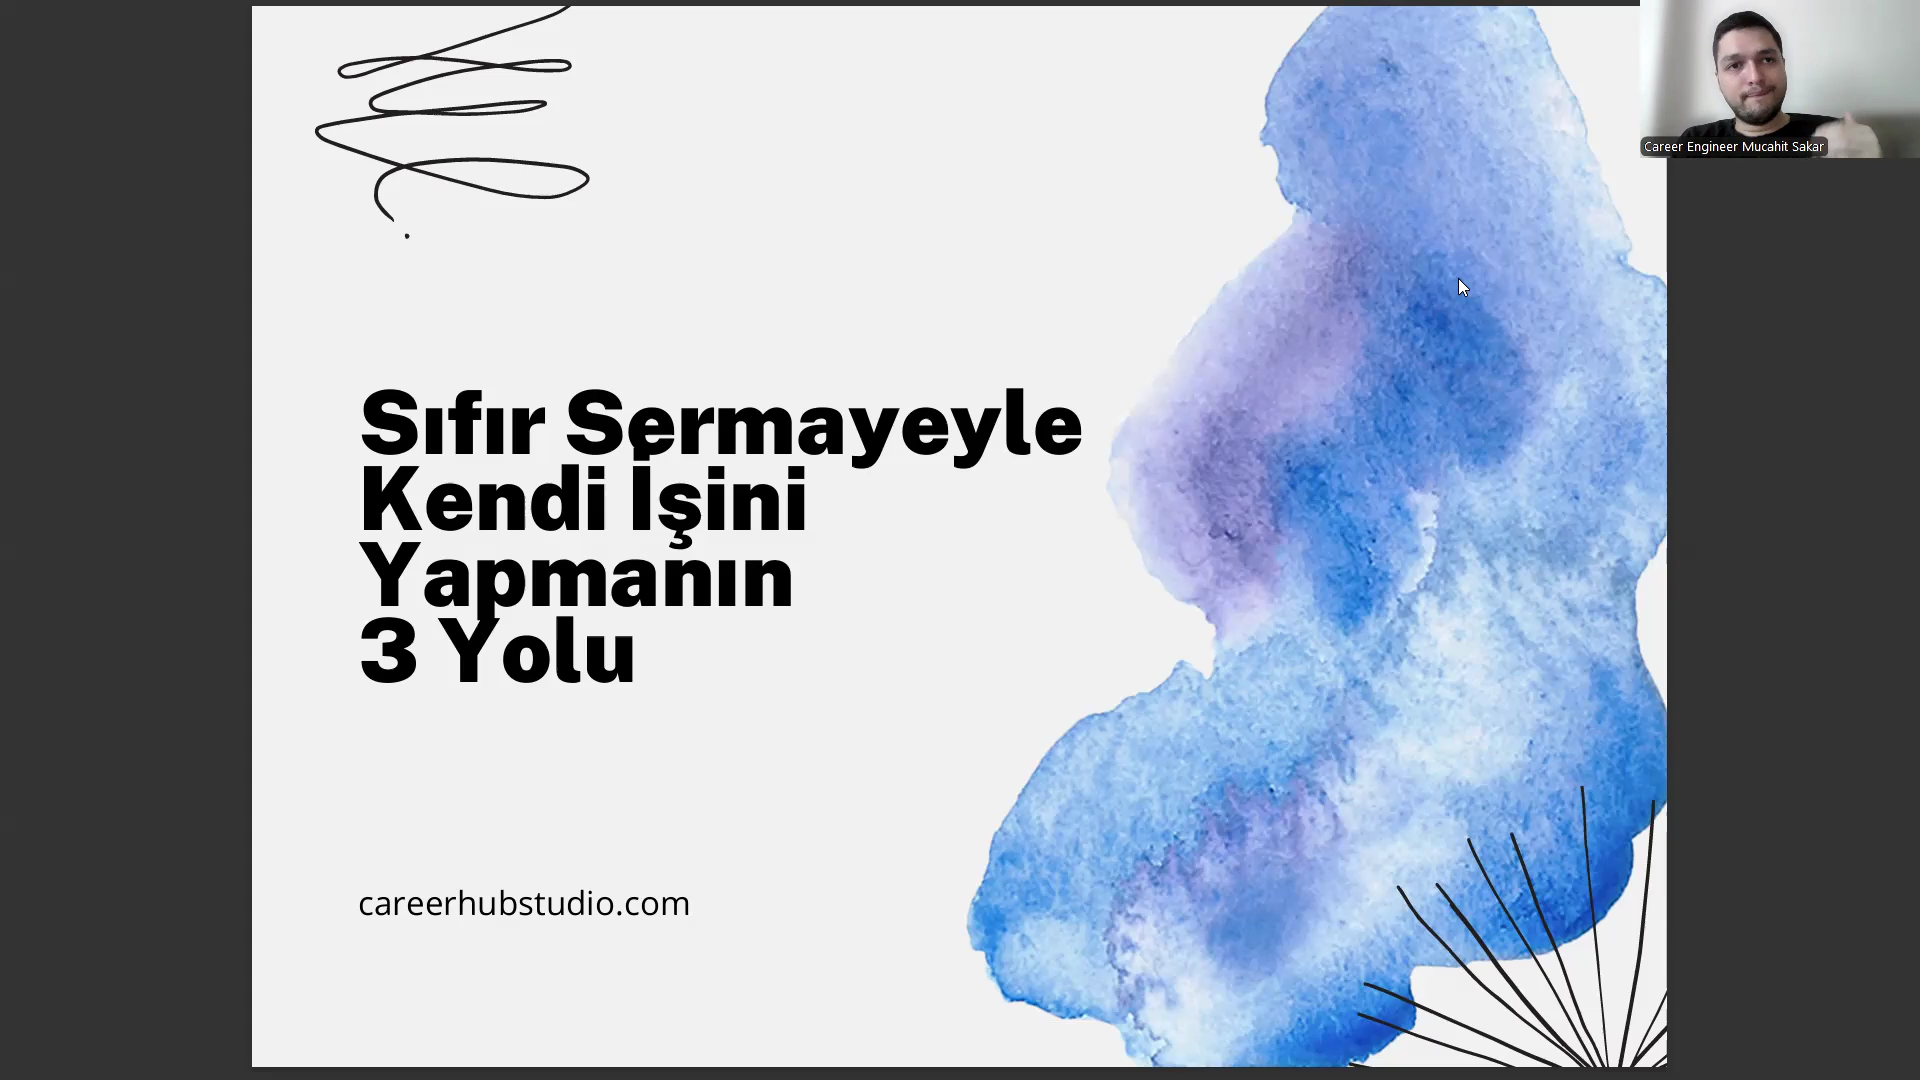 Career Engineer Mucahit Sakar
Sıfır Sermayeyle
Kendi İşini
Yapmanın
3 Yolu
careerhubstudio.com